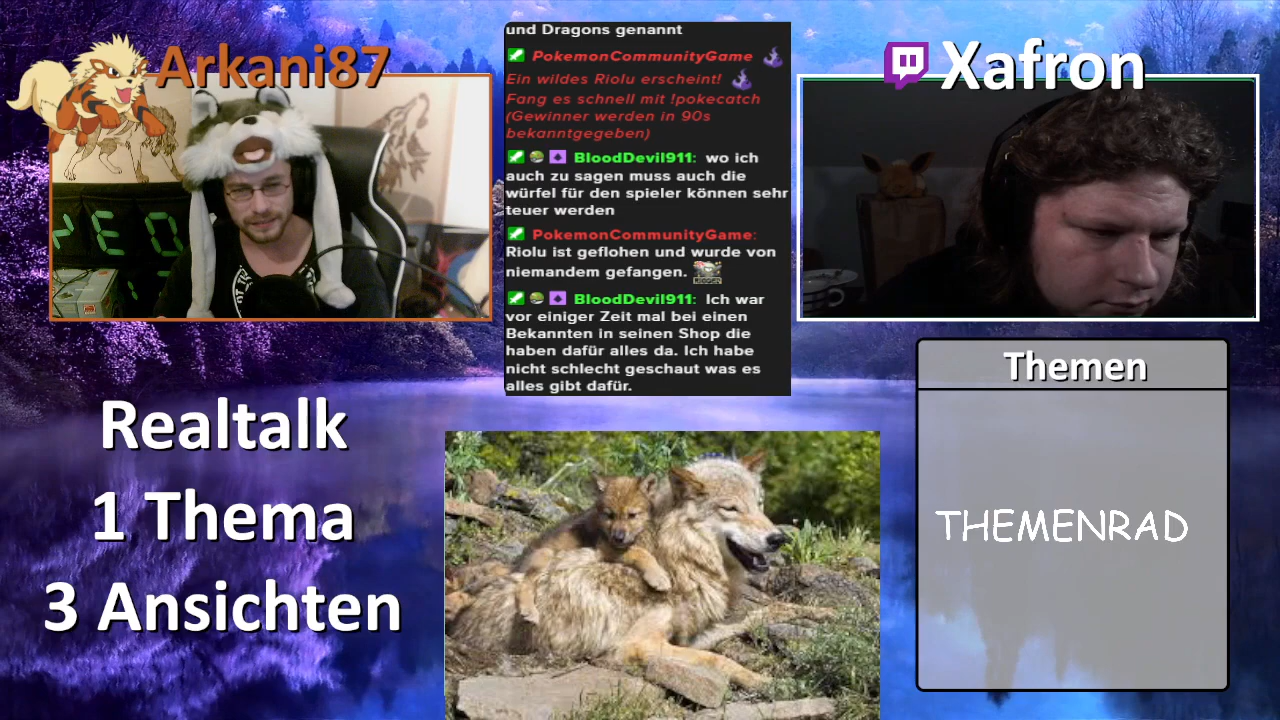 Arkani87
und Dragons genannt
PokemonCommunityGame
Ein wildes Riolu erscheint!
Fang es schnell mit !pokecatch
(Gewinner werden in 90s
bekanntgegeben)
BloodDevil911: wo ich
auch zu sagen muss auch die
würfel für den spieler können sehr
teuer werden
PokemonCommunityGame:
Riolu ist geflohen und wurde von
niemandem gefangen.
BloodDevil911: Ich war
vor einiger Zeit mal bei einen
Bekannten in seinen Shop die
haben dafür alles da. Ich habe
nicht schlecht geschaut was es
alles gibt dafür.
Xafron
Realtalk
1 Thema
3 Ansichten
Themen
THEMENRAD